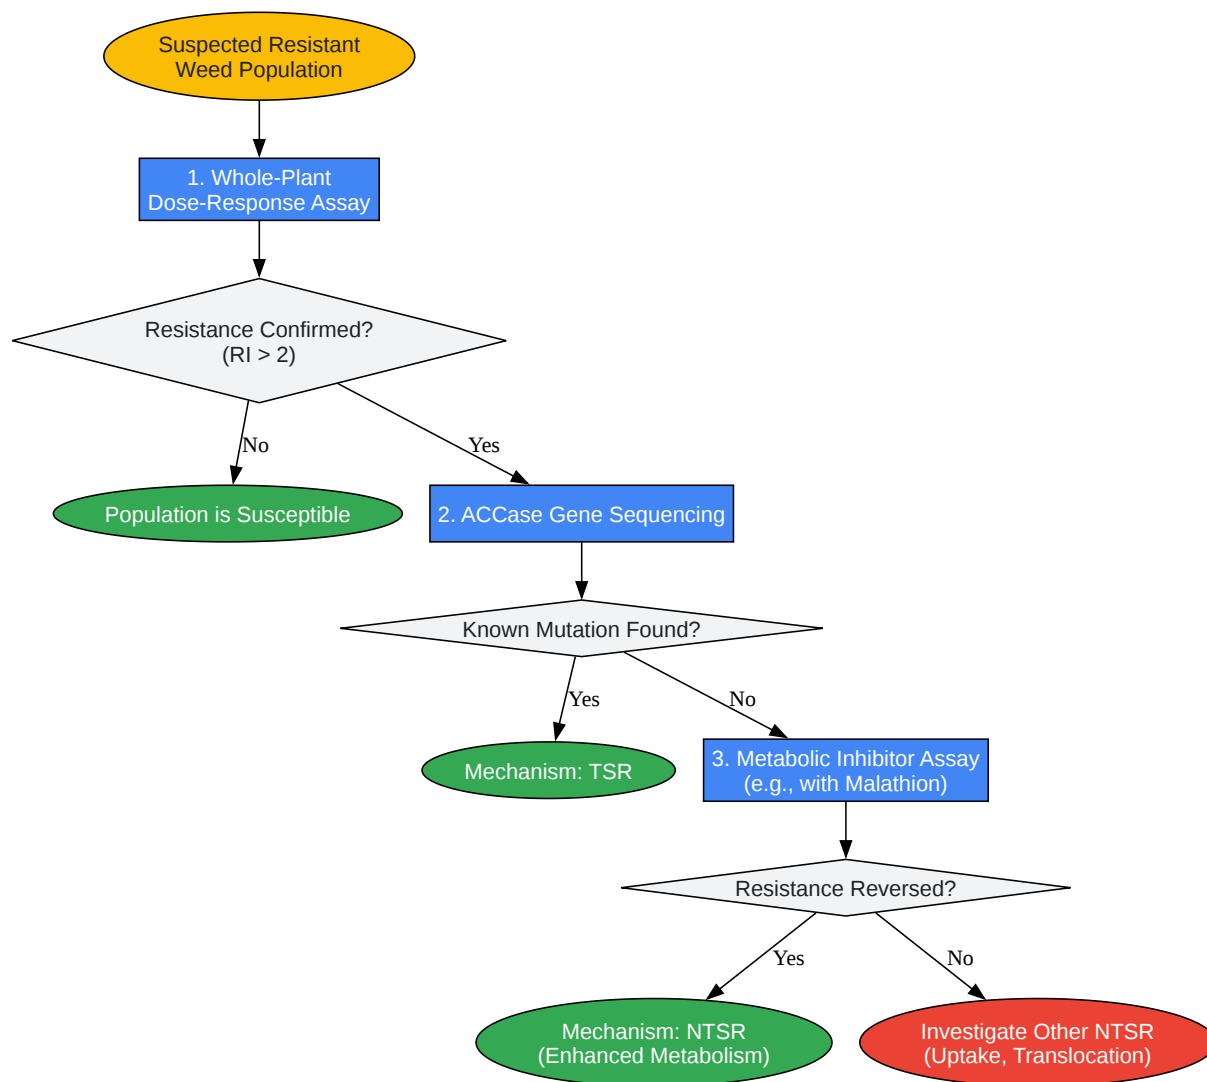 Suspected Resistant
Weed Population
1. Whole-Plant
Dose-Response Assay
Resistance Confirmed?
(RI > 2)
No
Yes
Population is Susceptible
2. ACCase Gene Sequencing
Known Mutation Found?
Yes
No
Mechanism: TSR
3. Metabolic Inhibitor Assay
(e.g., with Malathion)
Resistance Reversed?
Yes
No
Mechanism: NTSR
(Enhanced Metabolism)
Investigate Other NTSR
(Uptake, Translocation)